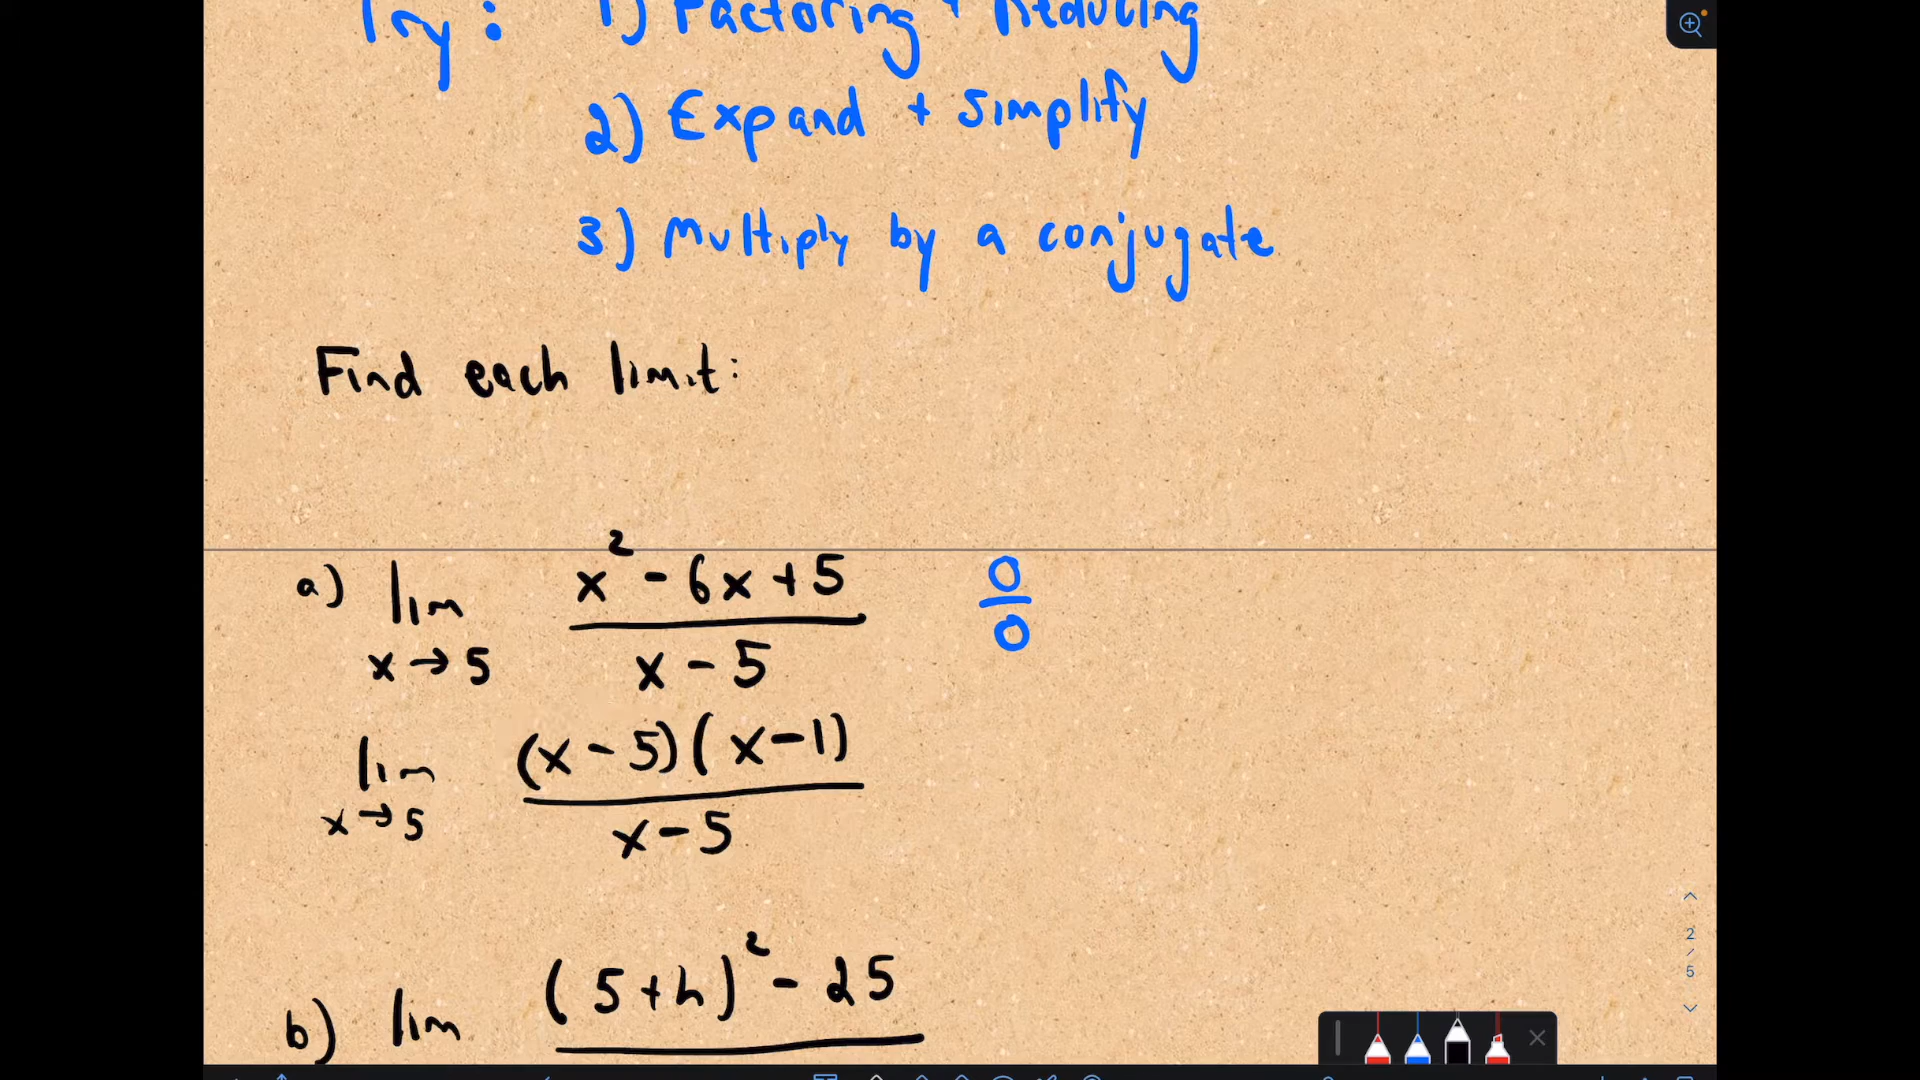 Try: 1) Factoring + Reducing
2) Expand + Simplify
3) Multiply by a conjugate
Find each limit:
a) lim x→5 x² - 6x + 5 / x - 5 0/0
lim x→5 (x - 5)(x - 1) / x - 5
b) lim (5+h)² - 25
2 / 5